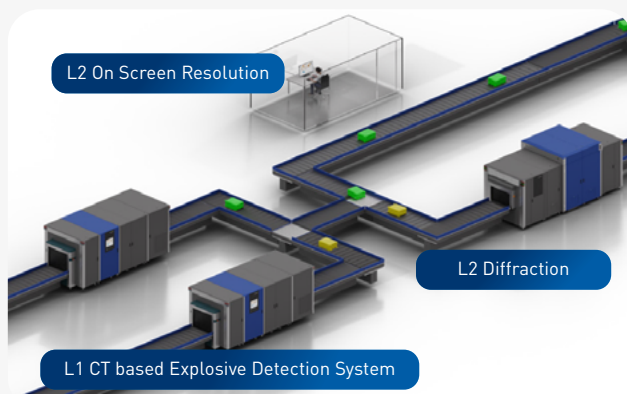 L2 On Screen Resolution
L2 Diffraction
L1 CT based Explosive Detection System